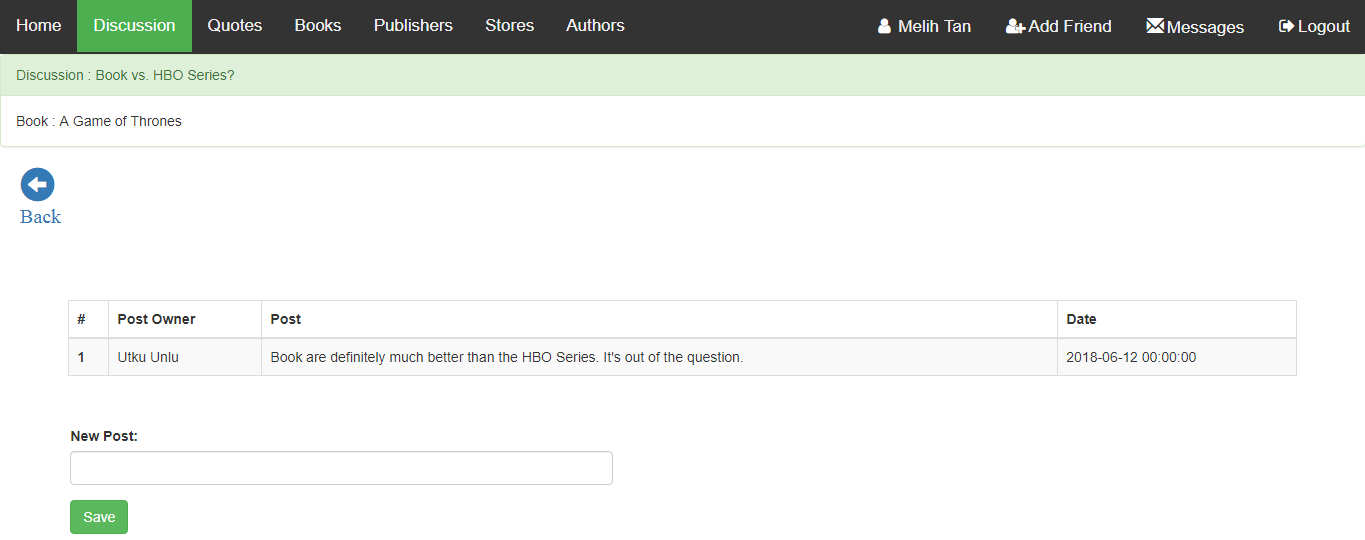 Home Discussion Quotes Books Publishers Stores Authors Melih Tan Add Friend Messages Logout
Discussion : Book vs. HBO Series?
Book : A Game of Thrones
Back
# Post Owner Post Date
1 Utku Unlu Book are definitely much better than the HBO Series. It's out of the question. 2018-06-12 00:00:00
New Post:
Save